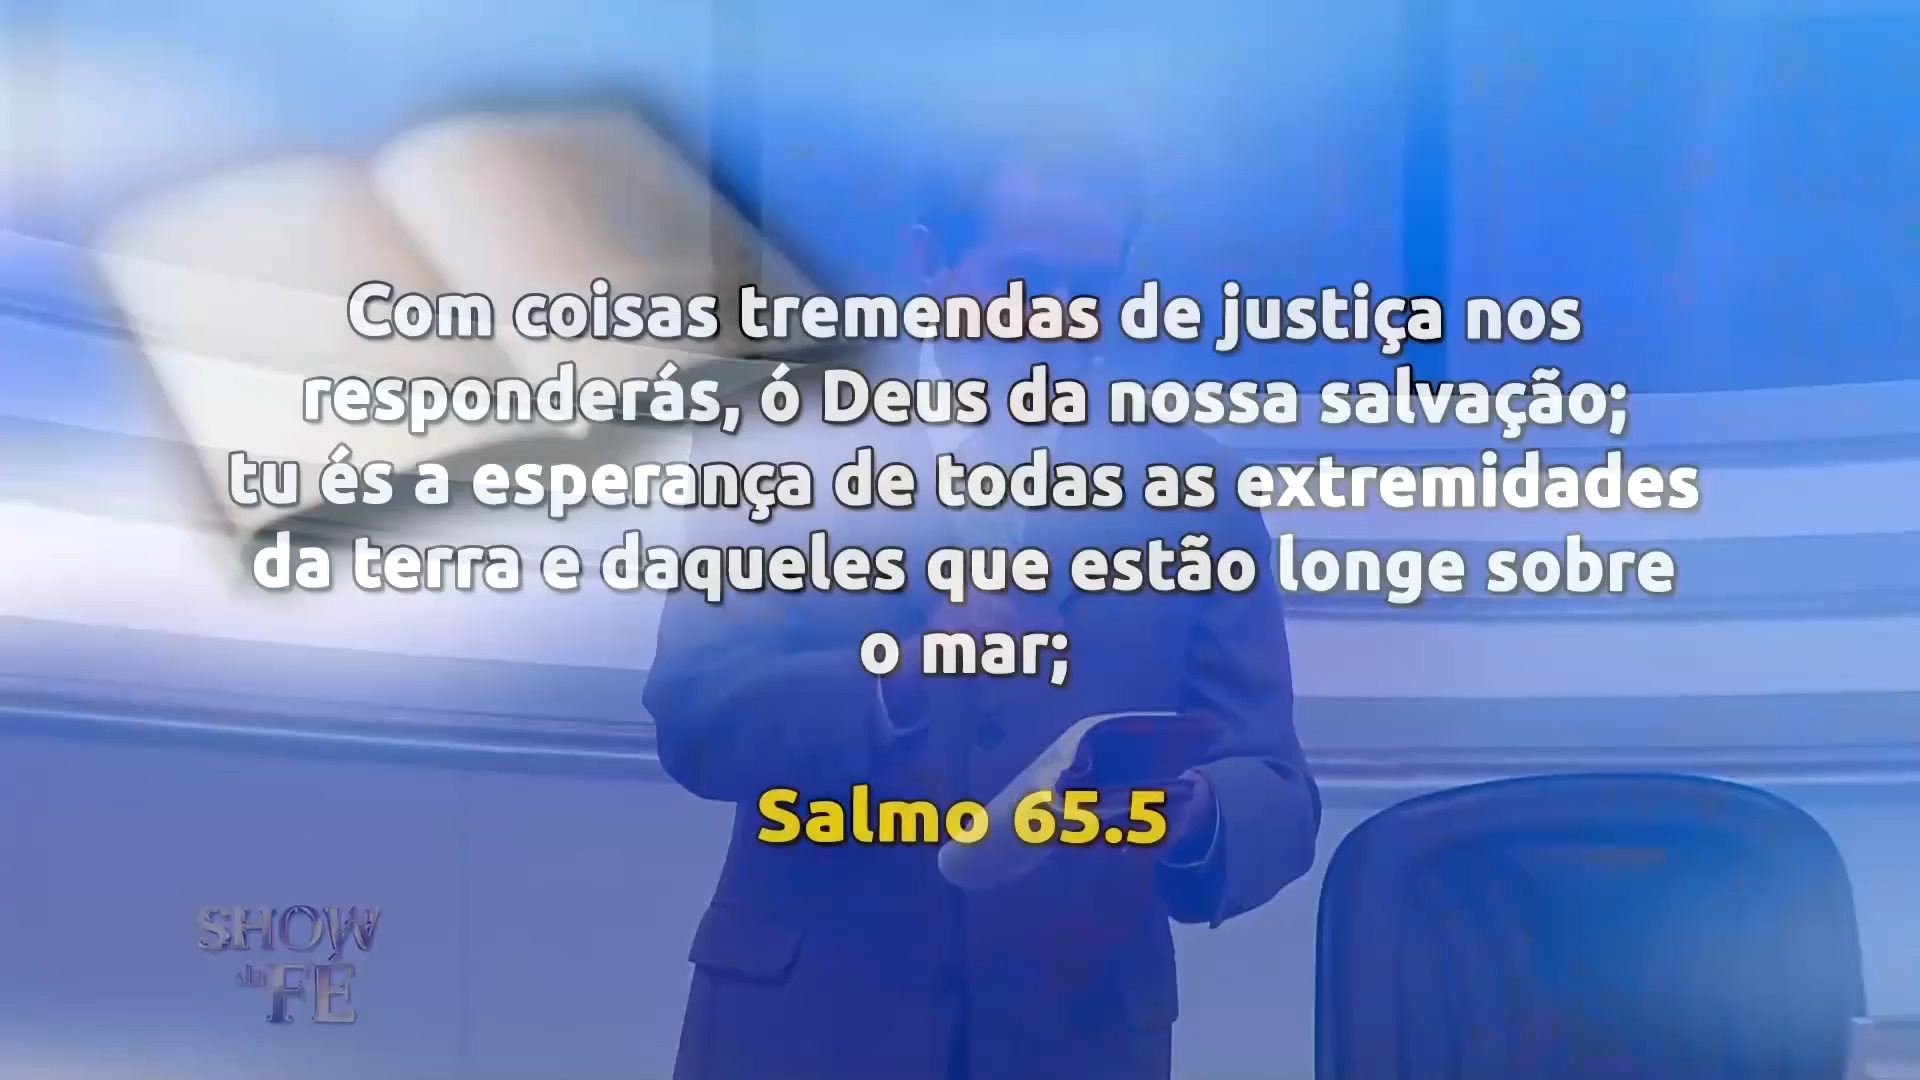 Com coisas tremendas de justiça nos
responderás, ó Deus da nossa salvação;
tu és a esperança de todas as extremidades
da terra e daqueles que estão longe sobre
o mar;
Salmo 65.5
SHOW
da FÉ